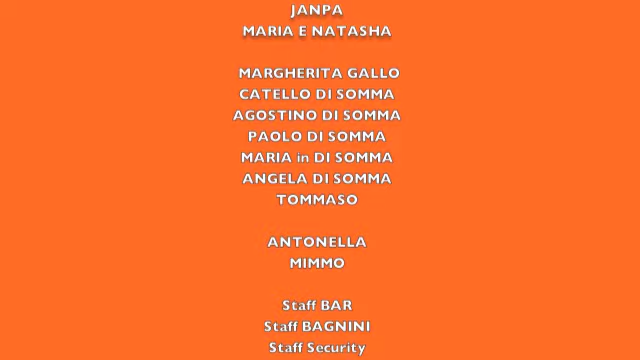 JANPA
MARIA E NATASHA
MARGHERITA GALLO
CATELLO DI SOMMA
AGOSTINO DI SOMMA
PAOLO DI SOMMA
MARIA in DI SOMMA
ANGELA DI SOMMA
TOMMASO
ANTONELLA
MIMMO
Staff BAR
Staff BAGNINI
Staff Security